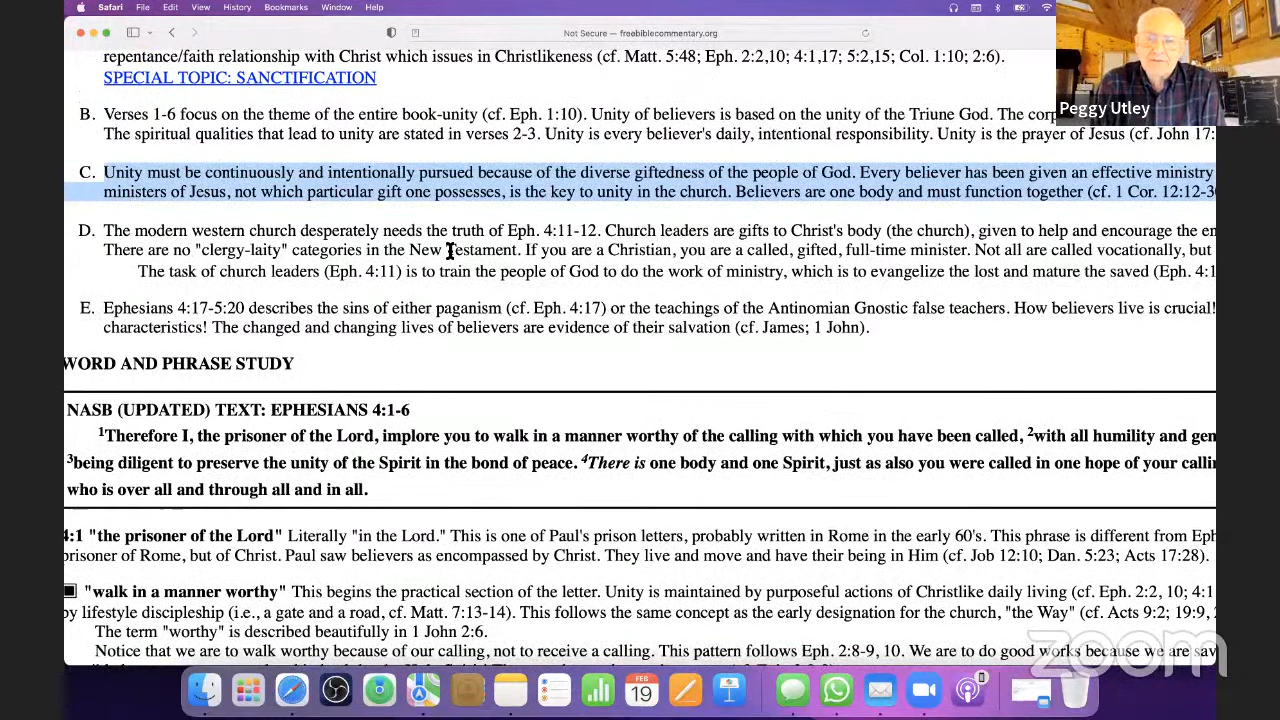 Safari File Edit View History Bookmarks Window Help
Not Secure — freebiblecommentary.org
repentance/faith relationship with Christ which issues in Christlikeness (cf. Matt. 5:48; Eph. 2:2,10; 4:1,17; 5:2,15; Col. 1:10; 2:6).
SPECIAL TOPIC: SANCTIFICATION
Peggy Utley
B. Verses 1-6 focus on the theme of the entire book-unity (cf. Eph. 1:10). Unity of believers is based on the unity of the Triune God. The
The spiritual qualities that lead to unity are stated in verses 2-3. Unity is every believer's daily, intentional responsibility. Unity is the prayer of Jesus (cf. John 17:
C. Unity must be continuously and intentionally pursued because of the diverse giftedness of the people of God. Every believer has been given an effective ministry
ministers of Jesus, not which particular gift one possesses, is the key to unity in the church. Believers are one body and must function together (cf. 1 Cor. 12:12-3
D. The modern western church desperately needs the truth of Eph. 4:11-12. Church leaders are gifts to Christ's body (the church), given to help and encourage the en
There are no "clergy-laity" categories in the New Testament. If you are a Christian, you are a called, gifted, full-time minister. Not all are called vocationally, but
The task of church leaders (Eph. 4:11) is to train the people of God to do the work of ministry, which is to evangelize the lost and mature the saved (Eph. 4:1
E. Ephesians 4:17-5:20 describes the sins of either paganism (cf. Eph. 4:17) or the teachings of the Antinomian Gnostic false teachers. How believers live is crucial!
characteristics! The changed and changing lives of believers are evidence of their salvation (cf. James; 1 John).
WORD AND PHRASE STUDY
NASB (UPDATED) TEXT: EPHESIANS 4:1-6
1Therefore I, the prisoner of the Lord, implore you to walk in a manner worthy of the calling with which you have been called, 2with all humility and gen
3being diligent to preserve the unity of the Spirit in the bond of peace. 4There is one body and one Spirit, just as also you were called in one hope of your calli
who is over all and through all and in all.
4:1 "the prisoner of the Lord" Literally "in the Lord." This is one of Paul's prison letters, probably written in Rome in the early 60's. This phrase is different from Eph
prisoner of Rome, but of Christ. Paul saw believers as encompassed by Christ. They live and move and have their being in Him (cf. Job 12:10; Dan. 5:23; Acts 17:28).
"walk in a manner worthy" This begins the practical section of the letter. Unity is maintained by purposeful actions of Christlike daily living (cf. Eph. 2:2, 10; 4:1
by lifestyle discipleship (i.e., a gate and a road, cf. Matt. 7:13-14). This follows the same concept as the early designation for the church, "the Way" (cf. Acts 9:2; 19:9,
The term "worthy" is described beautifully in 1 John 2:6.
Notice that we are to walk worthy because of our calling, not to receive a calling. This pattern follows Eph. 2:8-9, 10. We are to do good works because we are sav
zoom
FEB
19